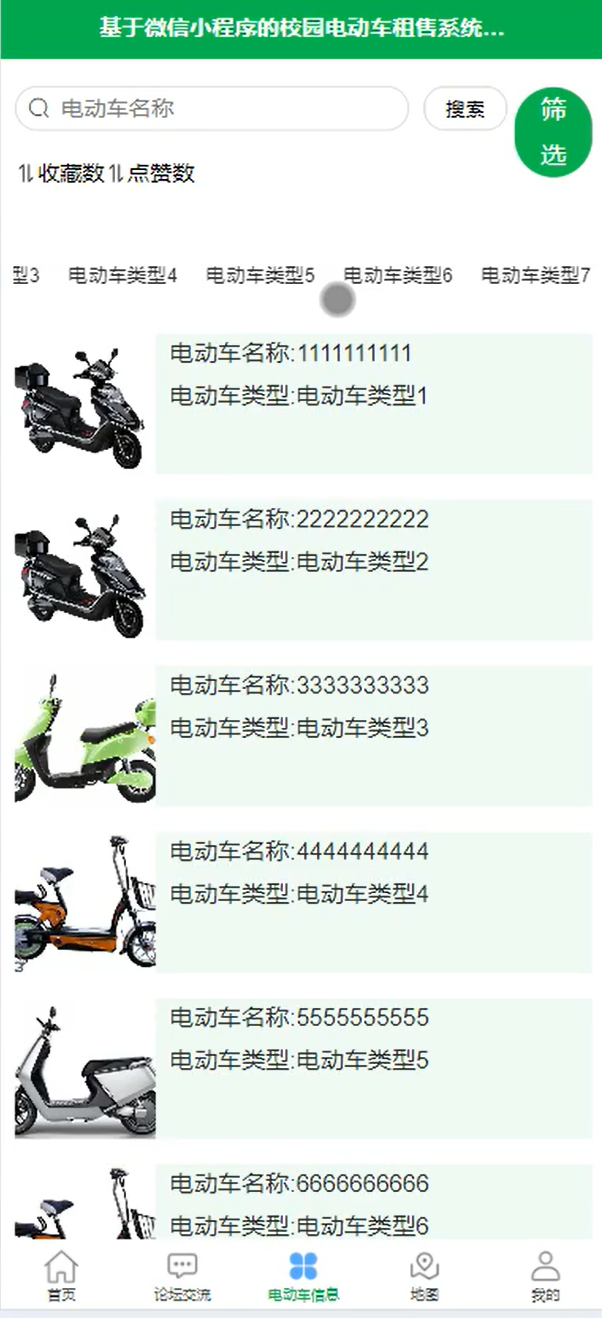 基于微信小程序的校园电动车租售系统...
电动车名称
搜索
筛选
收藏数 点赞数
型3 电动车类型4 电动车类型5 电动车类型6 电动车类型7
电动车名称:1111111111
电动车类型:电动车类型1
电动车名称:2222222222
电动车类型:电动车类型2
电动车名称:3333333333
电动车类型:电动车类型3
电动车名称:4444444444
电动车类型:电动车类型4
电动车名称:5555555555
电动车类型:电动车类型5
电动车名称:6666666666
电动车类型:电动车类型6
首页 论坛交流 电动车信息 地图 我的